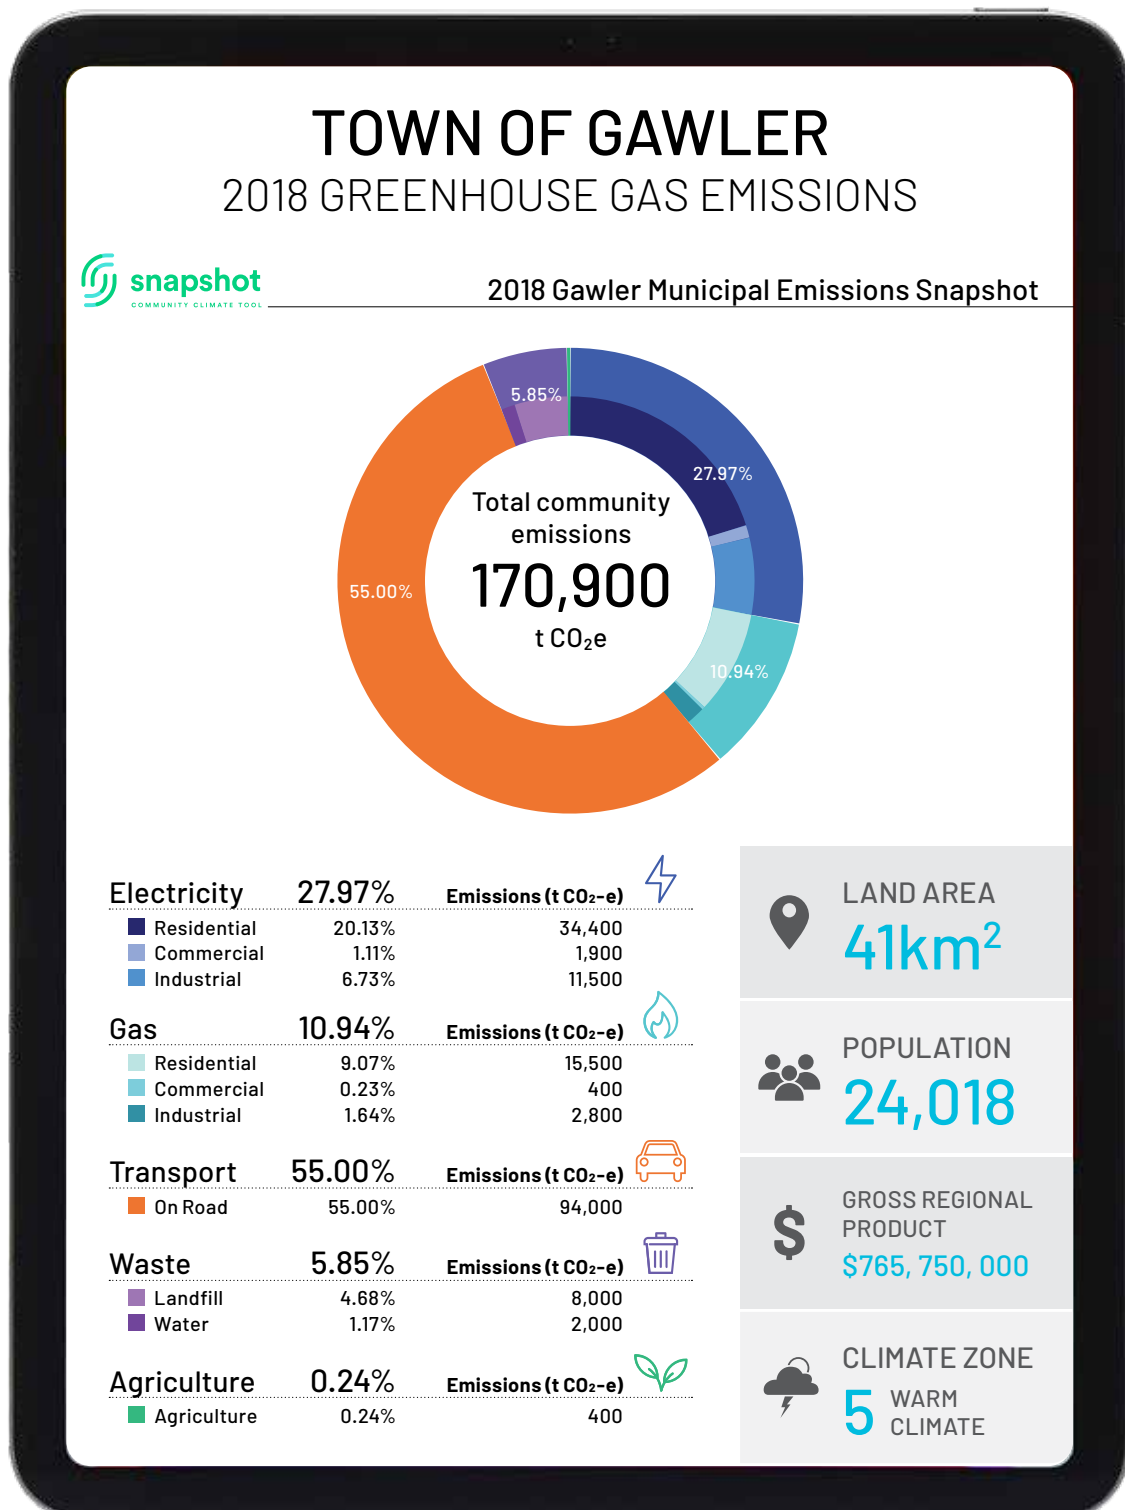 TOWN OF GAWLER
2018 GREENHOUSE GAS EMISSIONS
snapshot
COMMUNITY CLIMATE TOOL
2018 Gawler Municipal Emissions Snapshot
5.85%
27.97%
Total community
emissions
170,900
t CO₂e
55.00%
10.94%
Electricity 27.97% Emissions (t CO₂-e)
Residential 20.13% 34,400
Commercial 1.11% 1,900
Industrial 6.73% 11,500
Gas 10.94% Emissions (t CO₂-e)
Residential 9.07% 15,500
Commercial 0.23% 400
Industrial 1.64% 2,800
Transport 55.00% Emissions (t CO₂-e)
On Road 55.00% 94,000
Waste 5.85% Emissions (t CO₂-e)
Landfill 4.68% 8,000
Water 1.17% 2,000
Agriculture 0.24% Emissions (t CO₂-e)
Agriculture 0.24% 400
LAND AREA
41km²
POPULATION
24,018
$
GROSS REGIONAL
PRODUCT
$765, 750, 000
CLIMATE ZONE
5 WARM
CLIMATE